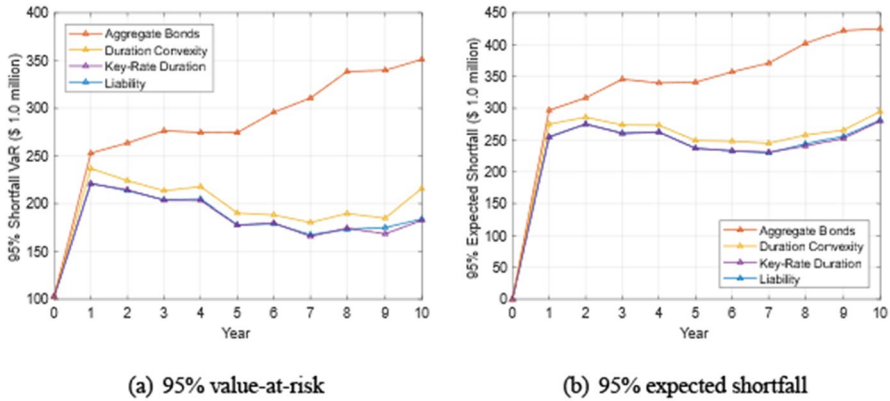 400
350
300
250
200
150
100
95% Shortfall VaR ($ 1.0 million)
Aggregate Bonds
Duration Convexity
Key-Rate Duration
Liability
0 1 2 3 4 5 6 7 8 9 10
Year
(a) 95% value-at-risk
450
400
350
300
250
200
150
100
50
0
95% Expected Shortfall ($ 1.0 million)
Aggregate Bonds
Duration Convexity
Key-Rate Duration
Liability
0 1 2 3 4 5 6 7 8 9 10
Year
(b) 95% expected shortfall